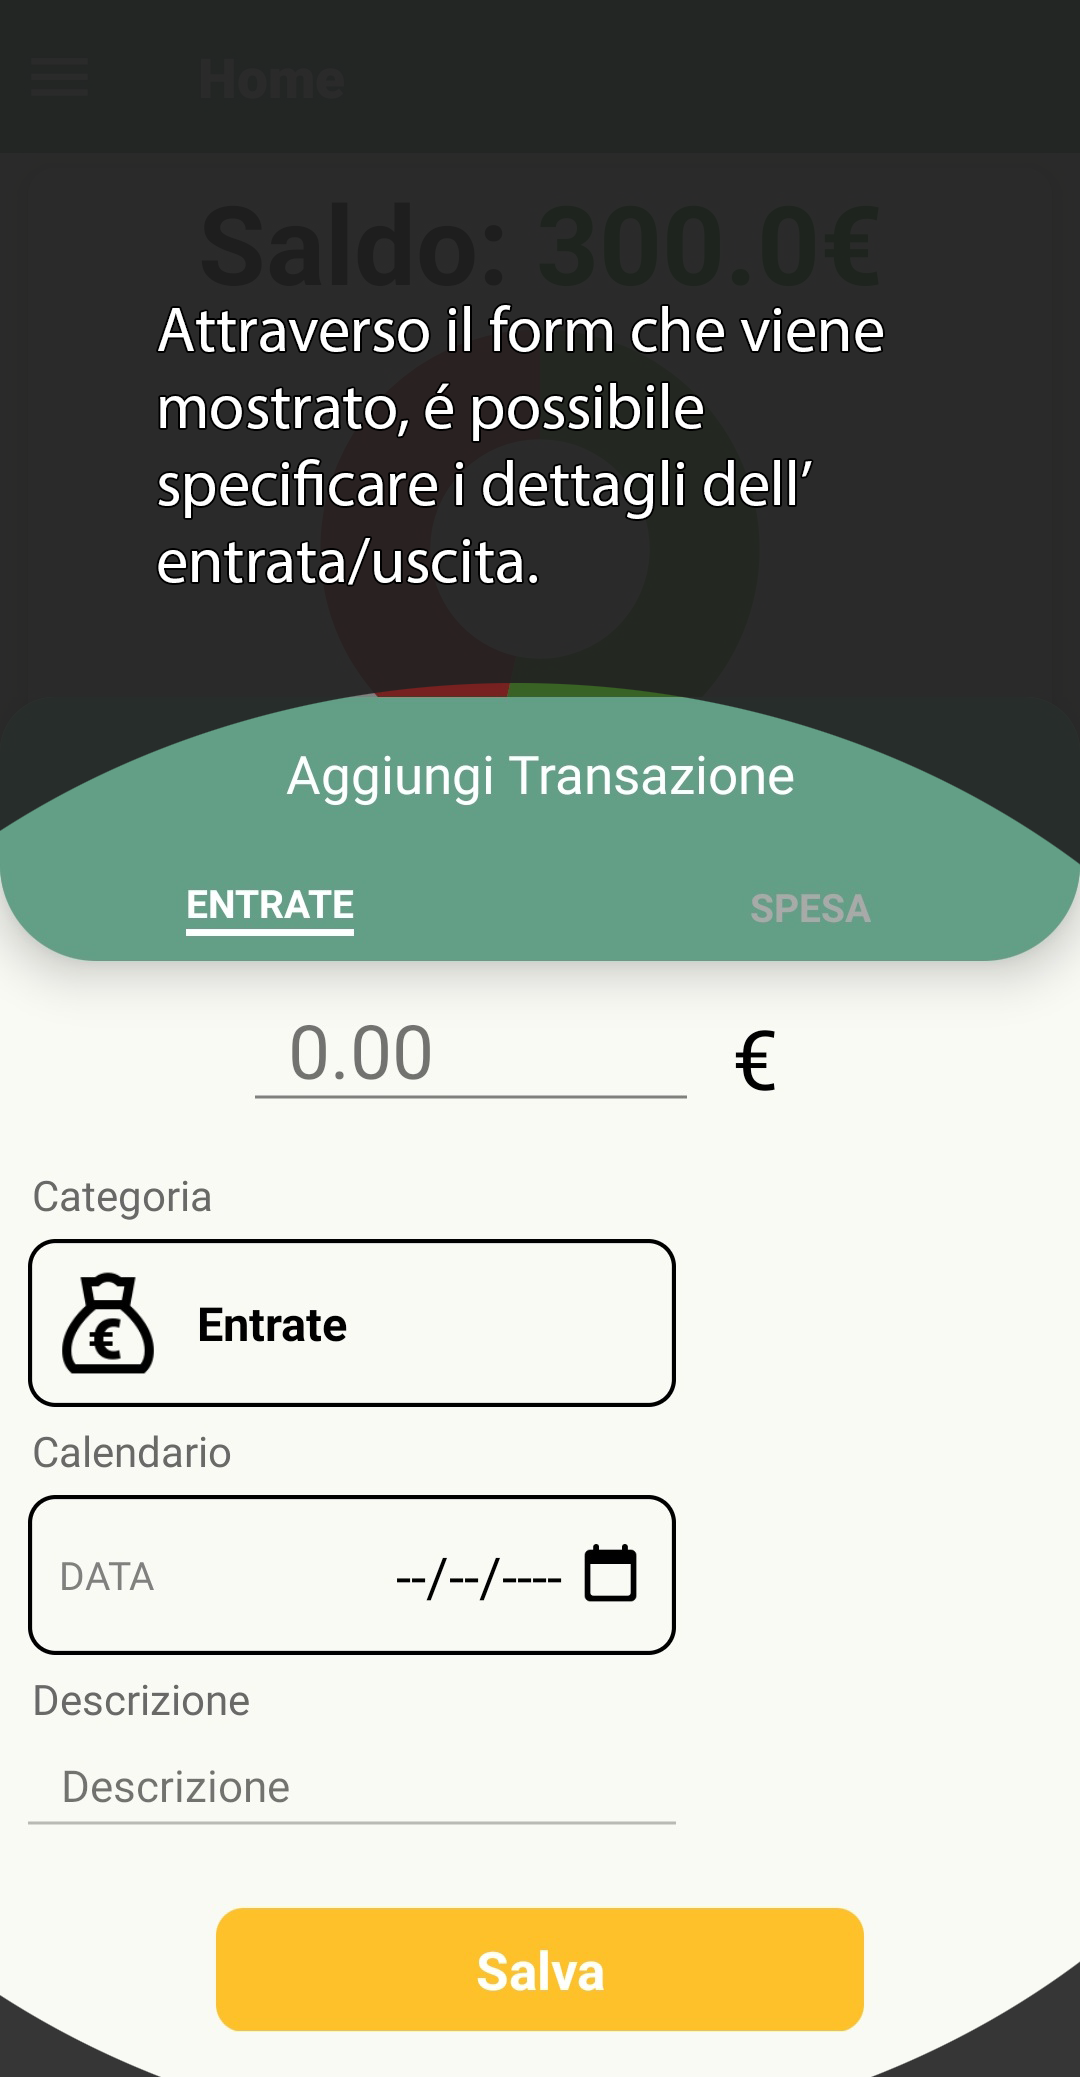 Home
Saldo: 300.0€
Attraverso il form che viene
mostrato, é possibile
specificare i dettagli dell’
entrata/uscita.
Aggiungi Transazione
ENTRATE SPESA
0.00 €
Categoria
€ Entrate
Calendario
DATA --/--/----
Descrizione
Descrizione
Salva